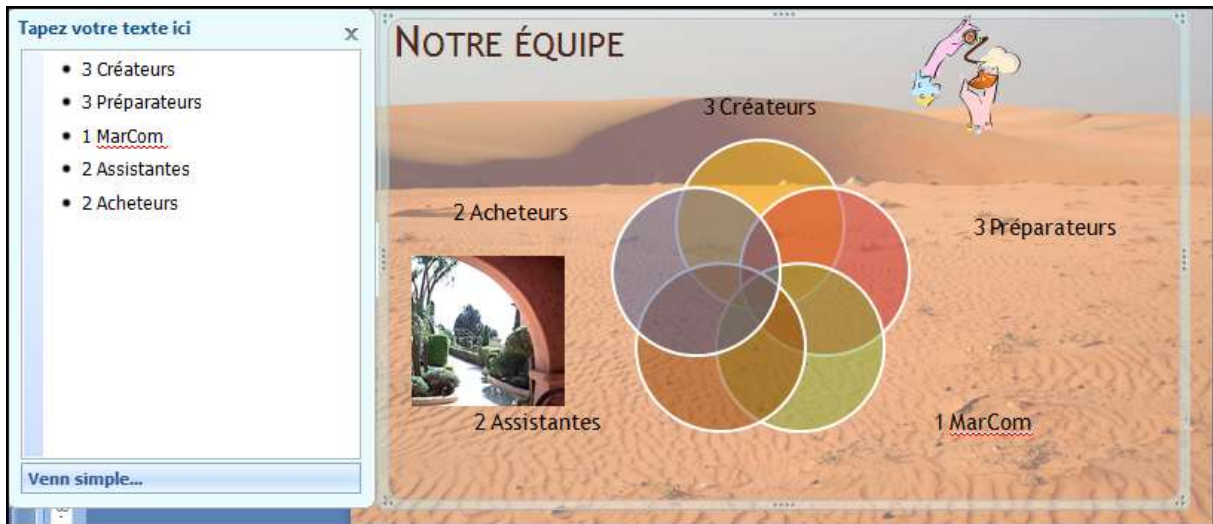 Tapez votre texte ici
x
• 3 Créateurs
• 3 Préparateurs
• 1 MarCom
• 2 Assistantes
• 2 Acheteurs
Venn simple...
NOTRE ÉQUIPE
3 Créateurs
2 Acheteurs
3 Préparateurs
2 Assistantes
1 MarCom